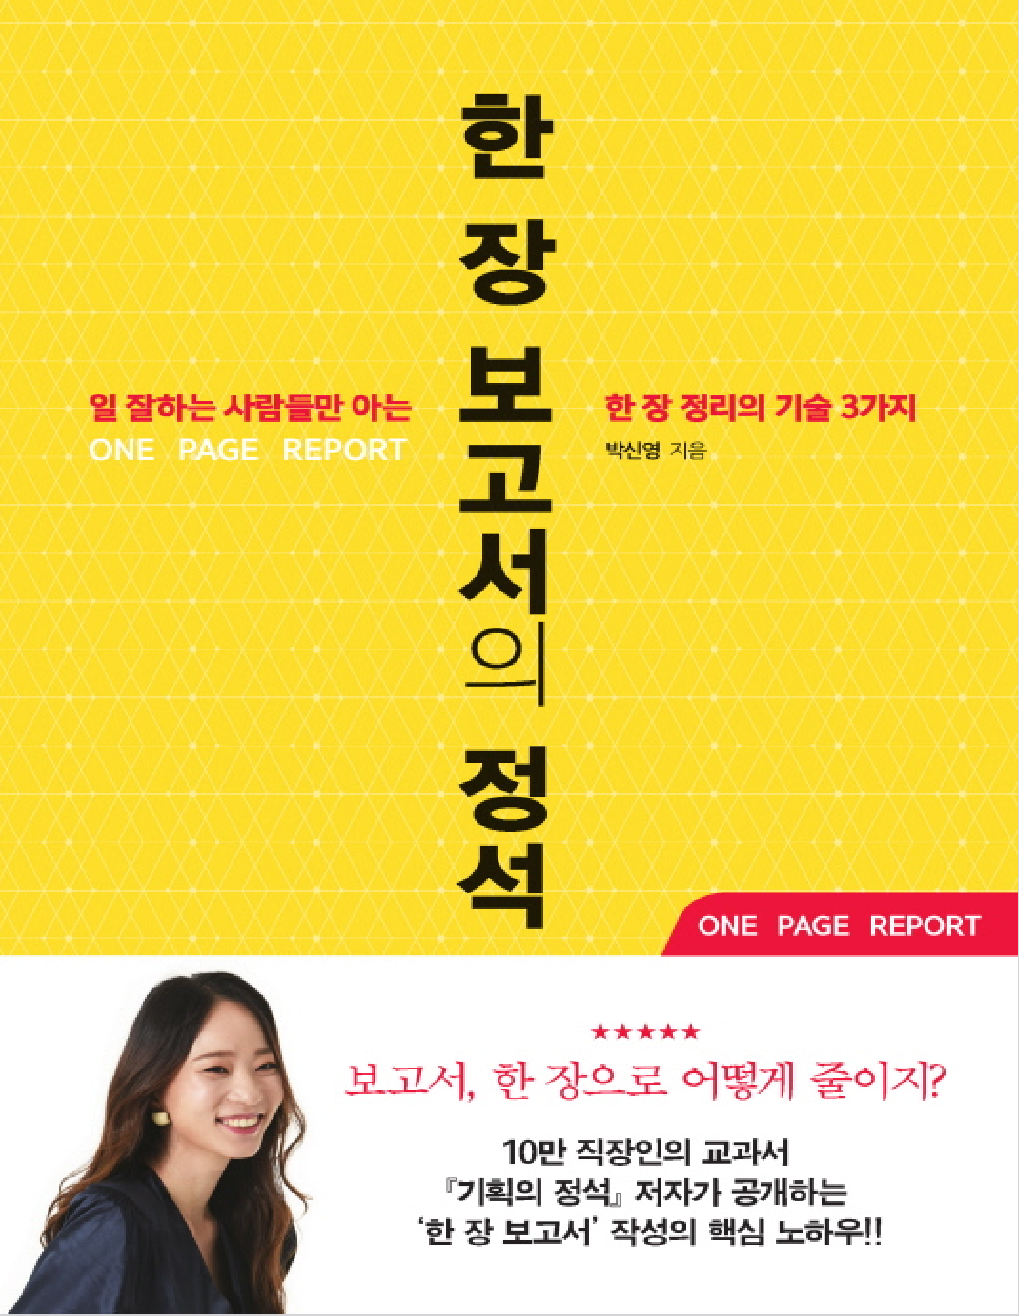 한 장 보고서의 정석
일 잘하는 사람들만 아는
ONE PAGE REPORT
한 장 정리의 기술 3가지
박신영 지음
ONE PAGE REPORT
★★★★★
보고서, 한 장으로 어떻게 줄이지?
10만 직장인의 교과서
『기획의 정석』 저자가 공개하는
‘한 장 보고서’ 작성의 핵심 노하우!!